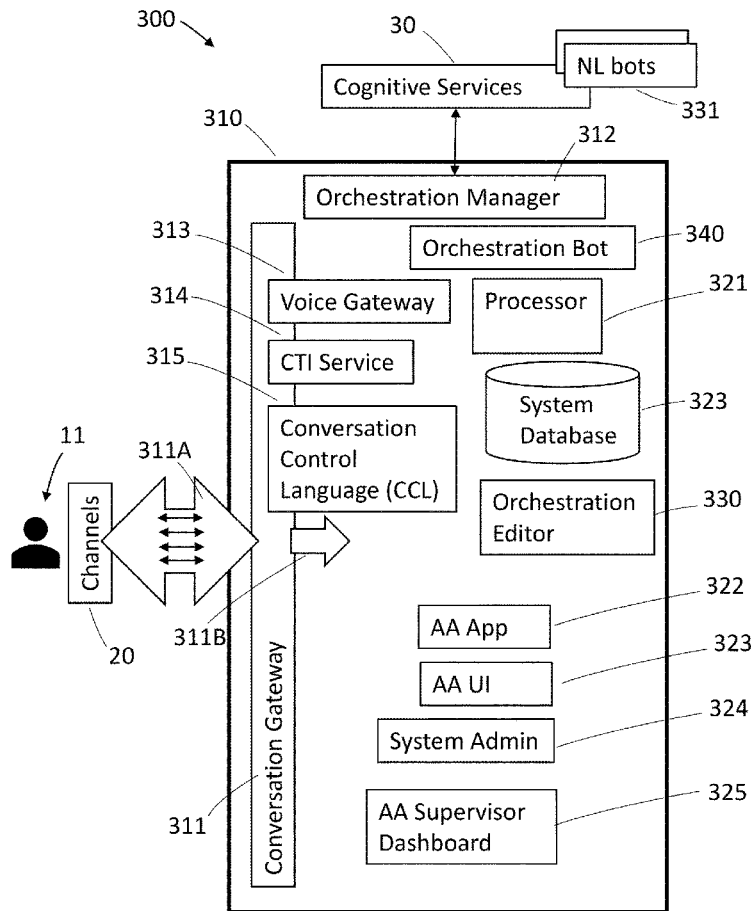 300
30
NL bots
Cognitive Services
331
310
312
Orchestration Manager
313
Orchestration Bot
340
314
Voice Gateway
Processor
321
315
CTI Service
System
Database
323
Conversation
Control
Language (CCL)
11
311A
Orchestration
Editor
330
Channels
20
311B
AA App
322
AA UI
323
System Admin
324
Conversation Gateway
311
AA Supervisor
Dashboard
325